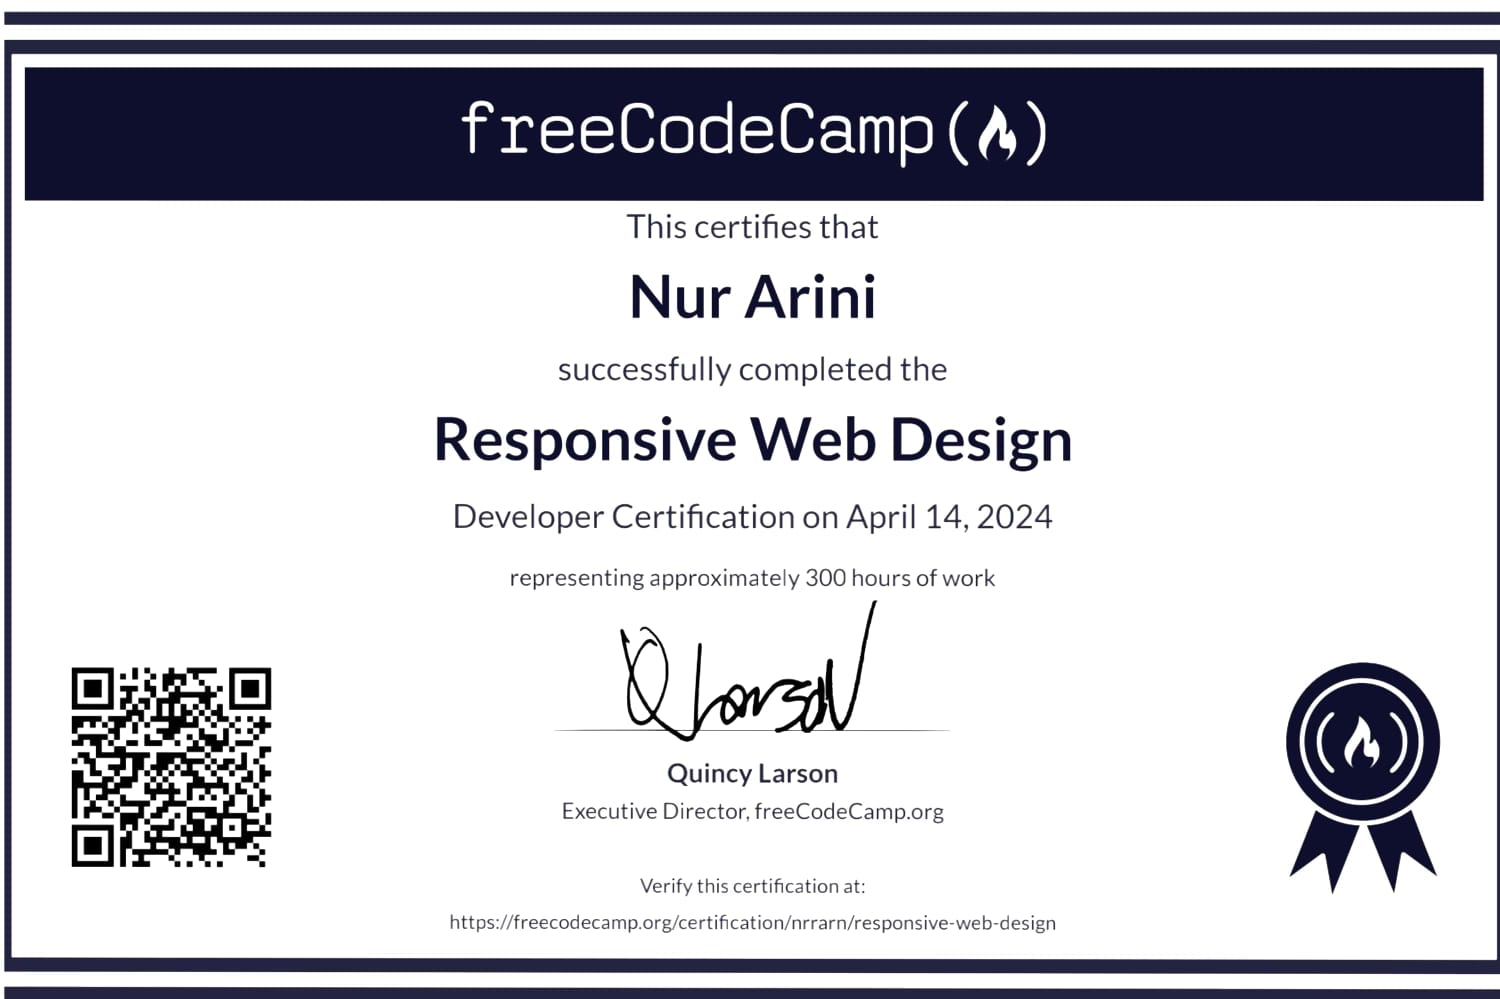 freeCodeCamp(🔥)
This certifies that
Nur Arini
successfully completed the
Responsive Web Design
Developer Certification on April 14, 2024
representing approximately 300 hours of work
Q Larson
Quincy Larson
Executive Director, freeCodeCamp.org
Verify this certification at:
https://freecodecamp.org/certification/nrrarn/responsive-web-design